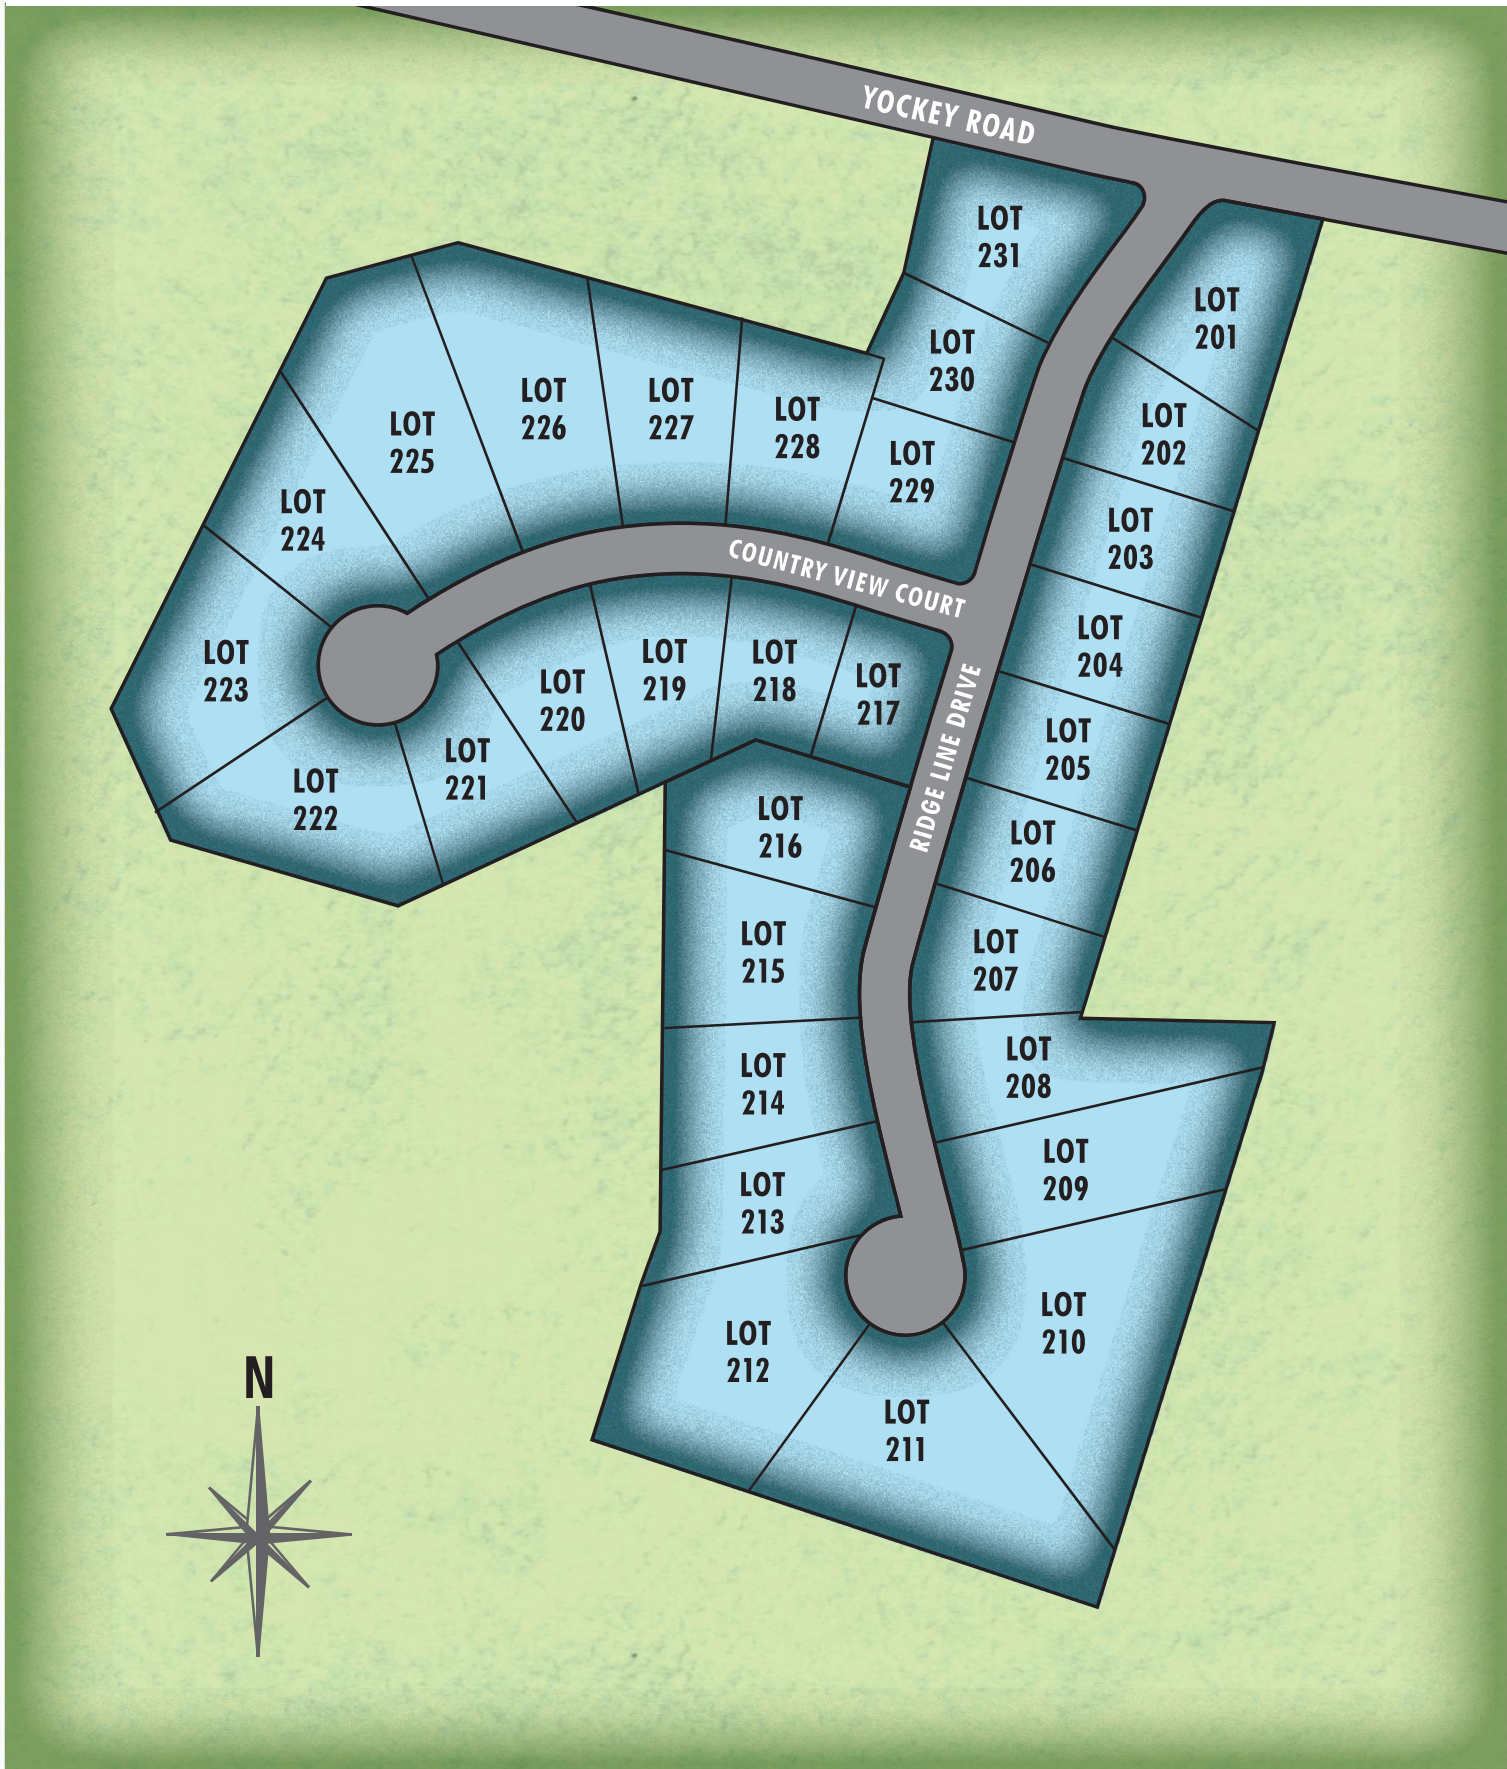 YOCKEY ROAD
LOT
231
LOT
201
LOT
230
LOT
226
LOT
227
LOT
228
LOT
202
LOT
225
LOT
229
LOT
224
LOT
203
COUNTRY VIEW COURT
LOT
204
LOT
223
LOT
220
LOT
219
LOT
218
LOT
217
RIDGE LINE DRIVE
LOT
205
LOT
221
LOT
222
LOT
216
LOT
206
LOT
215
LOT
207
LOT
208
LOT
214
LOT
209
LOT
213
LOT
210
LOT
212
LOT
211
N